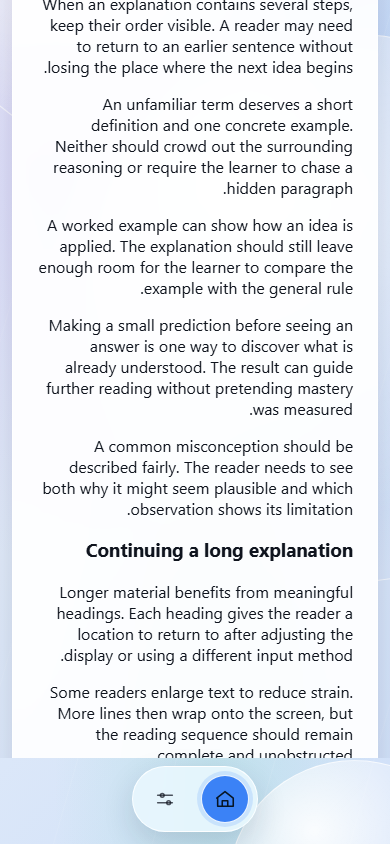 When an explanation contains several steps,
keep their order visible. A reader may need
to return to an earlier sentence without
.losing the place where the next idea begins
An unfamiliar term deserves a short
definition and one concrete example.
Neither should crowd out the surrounding
reasoning or require the learner to chase a
.hidden paragraph
A worked example can show how an idea is
applied. The explanation should still leave
enough room for the learner to compare the
.example with the general rule
Making a small prediction before seeing an
answer is one way to discover what is
already understood. The result can guide
further reading without pretending mastery
.was measured
A common misconception should be
described fairly. The reader needs to see
both why it might seem plausible and which
.observation shows its limitation
Continuing a long explanation
Longer material benefits from meaningful
headings. Each heading gives the reader a
location to return to after adjusting the
.display or using a different input method
Some readers enlarge text to reduce strain.
More lines then wrap onto the screen, but
the reading sequence should remain
complete and unobstructed